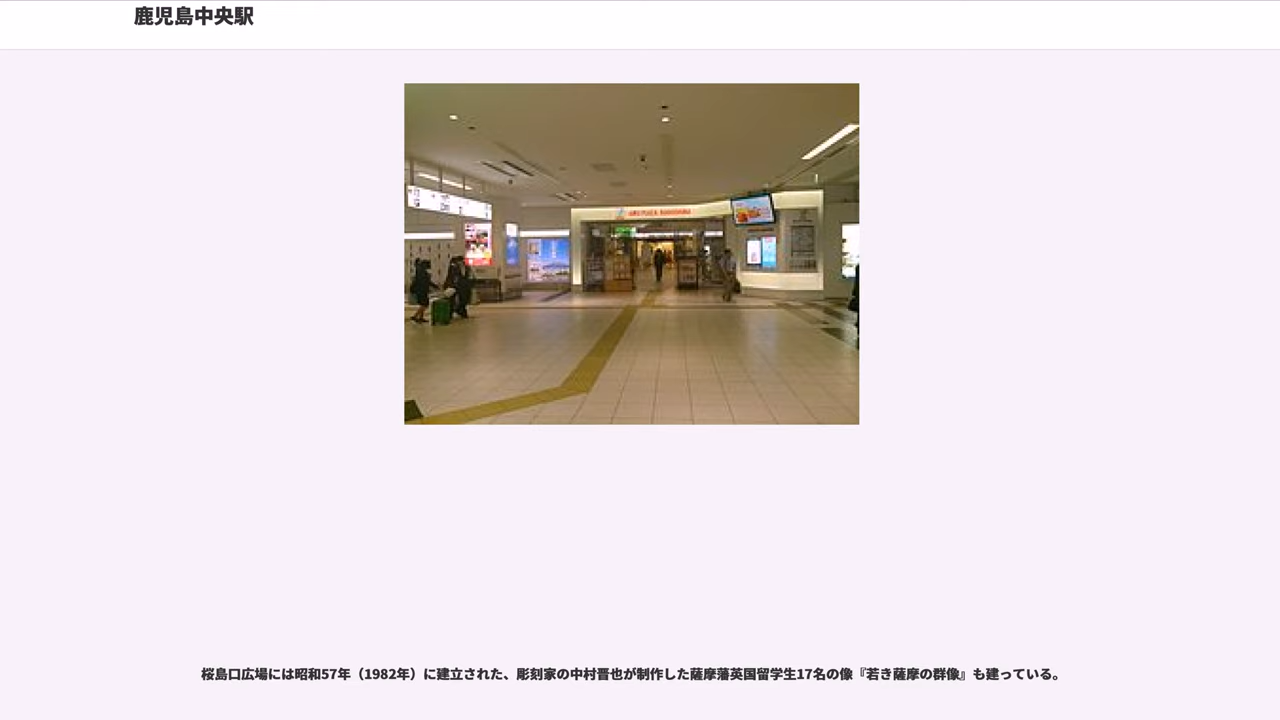 鹿児島中央駅
AMU PLAZA KAGOSHIMA
桜島口広場には昭和57年（1982年）に建立された、彫刻家の中村晋也が制作した薩摩藩英国留学生17名の像『若き薩摩の群像』も建っている。